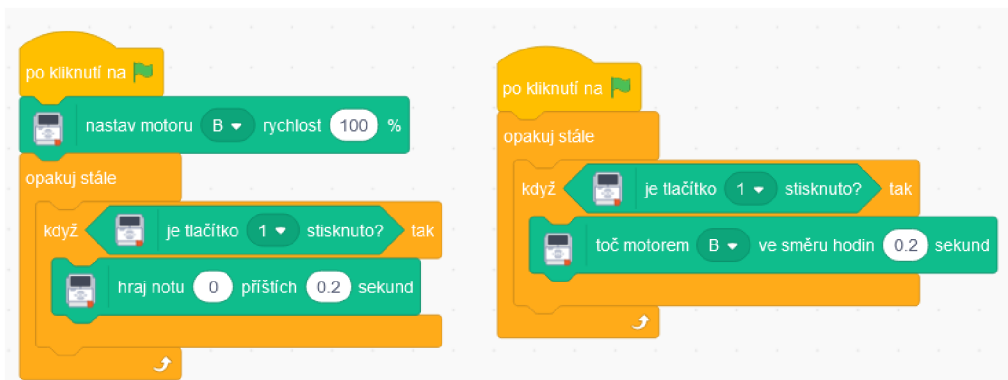 po kliknutí na
nastav motoru B rychlost 100 %
opakuj stále
když je tlačítko 1 stisknuto? tak
hraj notu 0 příštích 0.2 sekund
po kliknutí na
opakuj stále
když je tlačítko 1 stisknuto? tak
toč motorem B ve směru hodin 0.2 sekund